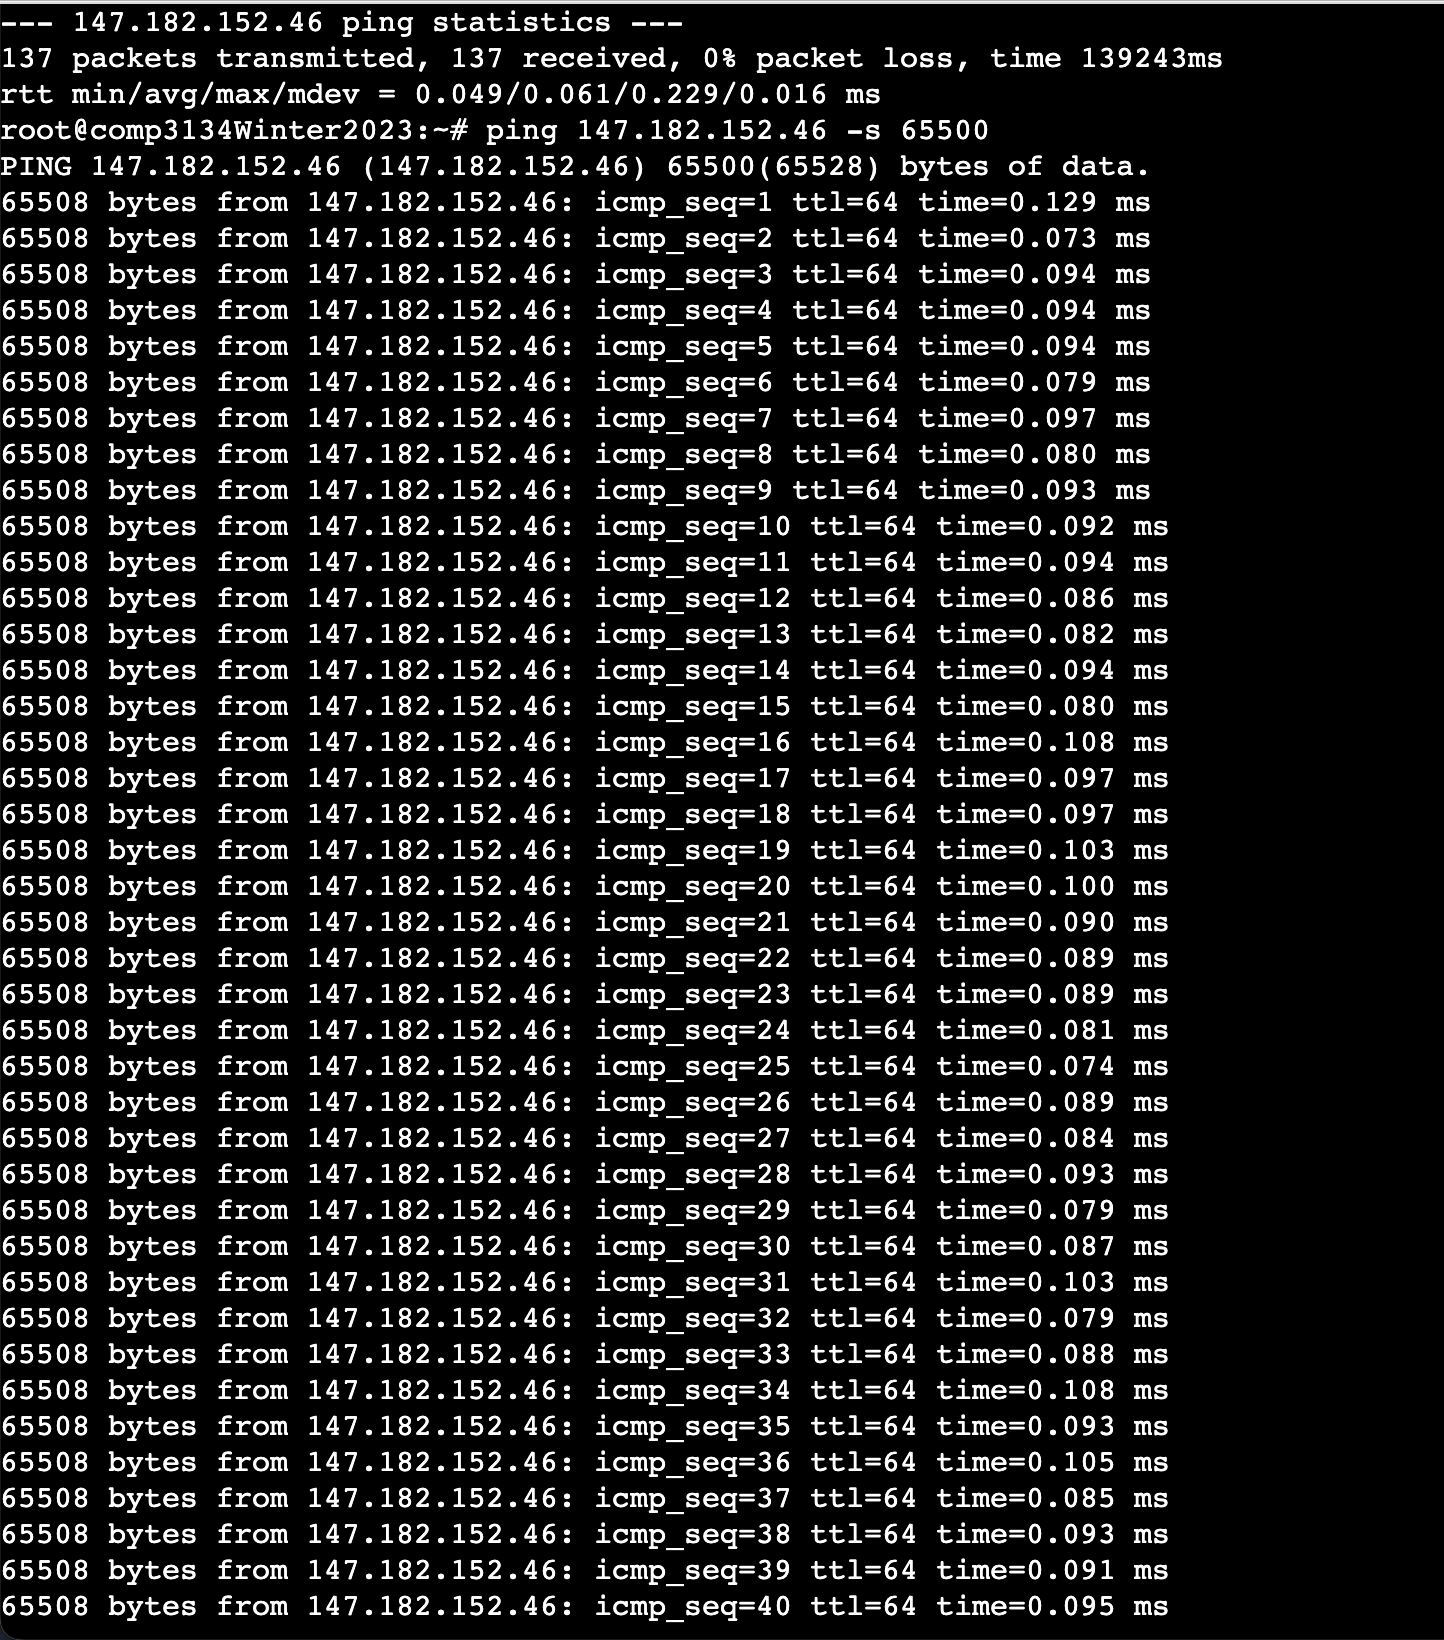 --- 147.182.152.46 ping statistics ---
137 packets transmitted, 137 received, 0% packet loss, time 139243ms
rtt min/avg/max/mdev = 0.049/0.061/0.229/0.016 ms
root@comp3134Winter2023:~# ping 147.182.152.46 -s 65500
PING 147.182.152.46 (147.182.152.46) 65500(65528) bytes of data.
65508 bytes from 147.182.152.46: icmp_seq=1 ttl=64 time=0.129 ms
65508 bytes from 147.182.152.46: icmp_seq=2 ttl=64 time=0.073 ms
65508 bytes from 147.182.152.46: icmp_seq=3 ttl=64 time=0.094 ms
65508 bytes from 147.182.152.46: icmp_seq=4 ttl=64 time=0.094 ms
65508 bytes from 147.182.152.46: icmp_seq=5 ttl=64 time=0.094 ms
65508 bytes from 147.182.152.46: icmp_seq=6 ttl=64 time=0.079 ms
65508 bytes from 147.182.152.46: icmp_seq=7 ttl=64 time=0.097 ms
65508 bytes from 147.182.152.46: icmp_seq=8 ttl=64 time=0.080 ms
65508 bytes from 147.182.152.46: icmp_seq=9 ttl=64 time=0.093 ms
65508 bytes from 147.182.152.46: icmp_seq=10 ttl=64 time=0.092 ms
65508 bytes from 147.182.152.46: icmp_seq=11 ttl=64 time=0.094 ms
65508 bytes from 147.182.152.46: icmp_seq=12 ttl=64 time=0.086 ms
65508 bytes from 147.182.152.46: icmp_seq=13 ttl=64 time=0.082 ms
65508 bytes from 147.182.152.46: icmp_seq=14 ttl=64 time=0.094 ms
65508 bytes from 147.182.152.46: icmp_seq=15 ttl=64 time=0.080 ms
65508 bytes from 147.182.152.46: icmp_seq=16 ttl=64 time=0.108 ms
65508 bytes from 147.182.152.46: icmp_seq=17 ttl=64 time=0.097 ms
65508 bytes from 147.182.152.46: icmp_seq=18 ttl=64 time=0.097 ms
65508 bytes from 147.182.152.46: icmp_seq=19 ttl=64 time=0.103 ms
65508 bytes from 147.182.152.46: icmp_seq=20 ttl=64 time=0.100 ms
65508 bytes from 147.182.152.46: icmp_seq=21 ttl=64 time=0.090 ms
65508 bytes from 147.182.152.46: icmp_seq=22 ttl=64 time=0.089 ms
65508 bytes from 147.182.152.46: icmp_seq=23 ttl=64 time=0.089 ms
65508 bytes from 147.182.152.46: icmp_seq=24 ttl=64 time=0.081 ms
65508 bytes from 147.182.152.46: icmp_seq=25 ttl=64 time=0.074 ms
65508 bytes from 147.182.152.46: icmp_seq=26 ttl=64 time=0.089 ms
65508 bytes from 147.182.152.46: icmp_seq=27 ttl=64 time=0.084 ms
65508 bytes from 147.182.152.46: icmp_seq=28 ttl=64 time=0.093 ms
65508 bytes from 147.182.152.46: icmp_seq=29 ttl=64 time=0.079 ms
65508 bytes from 147.182.152.46: icmp_seq=30 ttl=64 time=0.087 ms
65508 bytes from 147.182.152.46: icmp_seq=31 ttl=64 time=0.103 ms
65508 bytes from 147.182.152.46: icmp_seq=32 ttl=64 time=0.079 ms
65508 bytes from 147.182.152.46: icmp_seq=33 ttl=64 time=0.088 ms
65508 bytes from 147.182.152.46: icmp_seq=34 ttl=64 time=0.108 ms
65508 bytes from 147.182.152.46: icmp_seq=35 ttl=64 time=0.093 ms
65508 bytes from 147.182.152.46: icmp_seq=36 ttl=64 time=0.105 ms
65508 bytes from 147.182.152.46: icmp_seq=37 ttl=64 time=0.085 ms
65508 bytes from 147.182.152.46: icmp_seq=38 ttl=64 time=0.093 ms
65508 bytes from 147.182.152.46: icmp_seq=39 ttl=64 time=0.091 ms
65508 bytes from 147.182.152.46: icmp_seq=40 ttl=64 time=0.095 ms